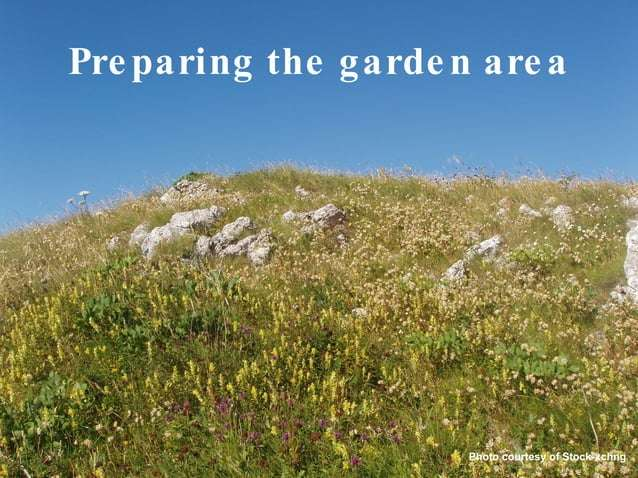 Preparing the garden area
Photo courtesy of Stock.xchng